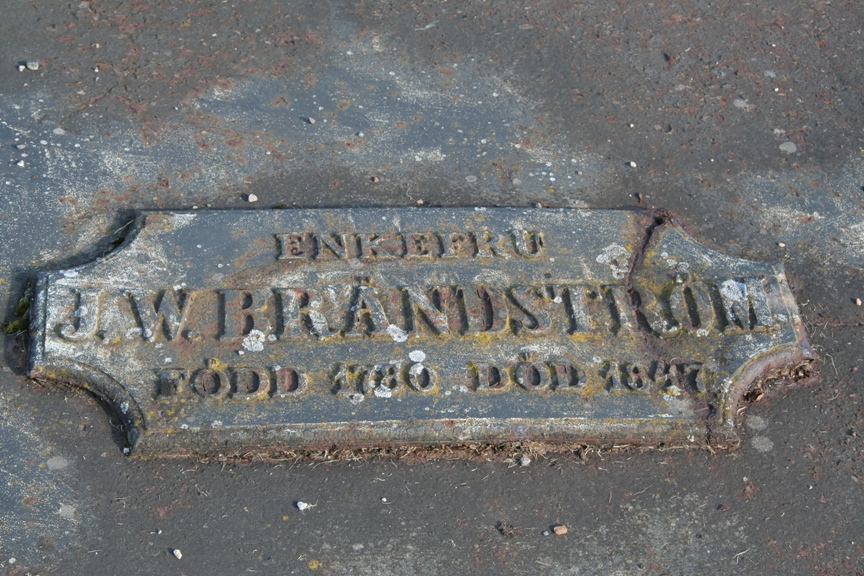 ENKEFRU
J. W. BRÄNDSTRÖM
FÖDD 1780 DÖD 1847